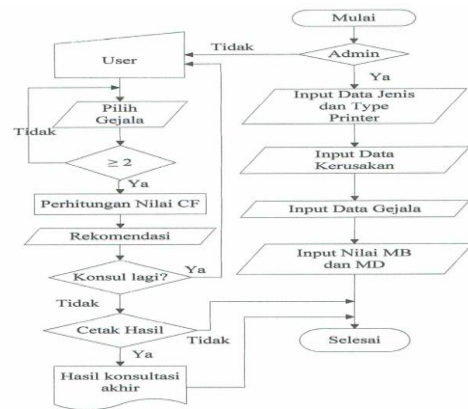 Mulai
Admin
Tidak
Ya
User
Input Data Jenis
dan Type
Printer
Pilih
Gejala
Tidak
Input Data
Kerusakan
≥ 2
Ya
Perhitungan Nilai CF
Input Data Gejala
Rekomendasi
Input Nilai MB
dan MD
Konsul lagi?
Ya
Tidak
Cetak Hasil
Tidak
Ya
Selesai
Hasil konsultasi
akhir